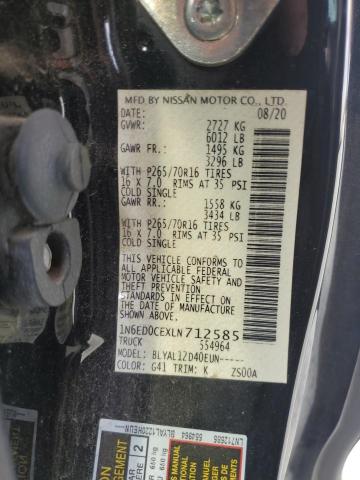 MFD BY NISSAN MOTOR CO., LTD.
DATE: 08/20
GVWR: 2727 KG
6012 LB
GAWR FR: 1495 KG
3296 LB
WITH P265/70R16 TIRES
16 X 7.0 RIMS AT 35 PSI
COLD SINGLE
GAWR RR: 1558 KG
3434 LB
WITH P265/70R16 TIRES
16 X 7.0 RIMS AT 35 PSI
COLD SINGLE
THIS VEHICLE CONFORMS TO
ALL APPLICABLE FEDERAL
MOTOR VEHICLE SAFETY AND
THEFT PREVENTION
STANDARDS IN EFFECT ON THE DATE OF
1N6ED0CEXLN712585
TRUCK 554964
MODEL: BLYAL12D40EUN-----
COLOR: G41 TRIM: K ZS00A
LN712585
554964